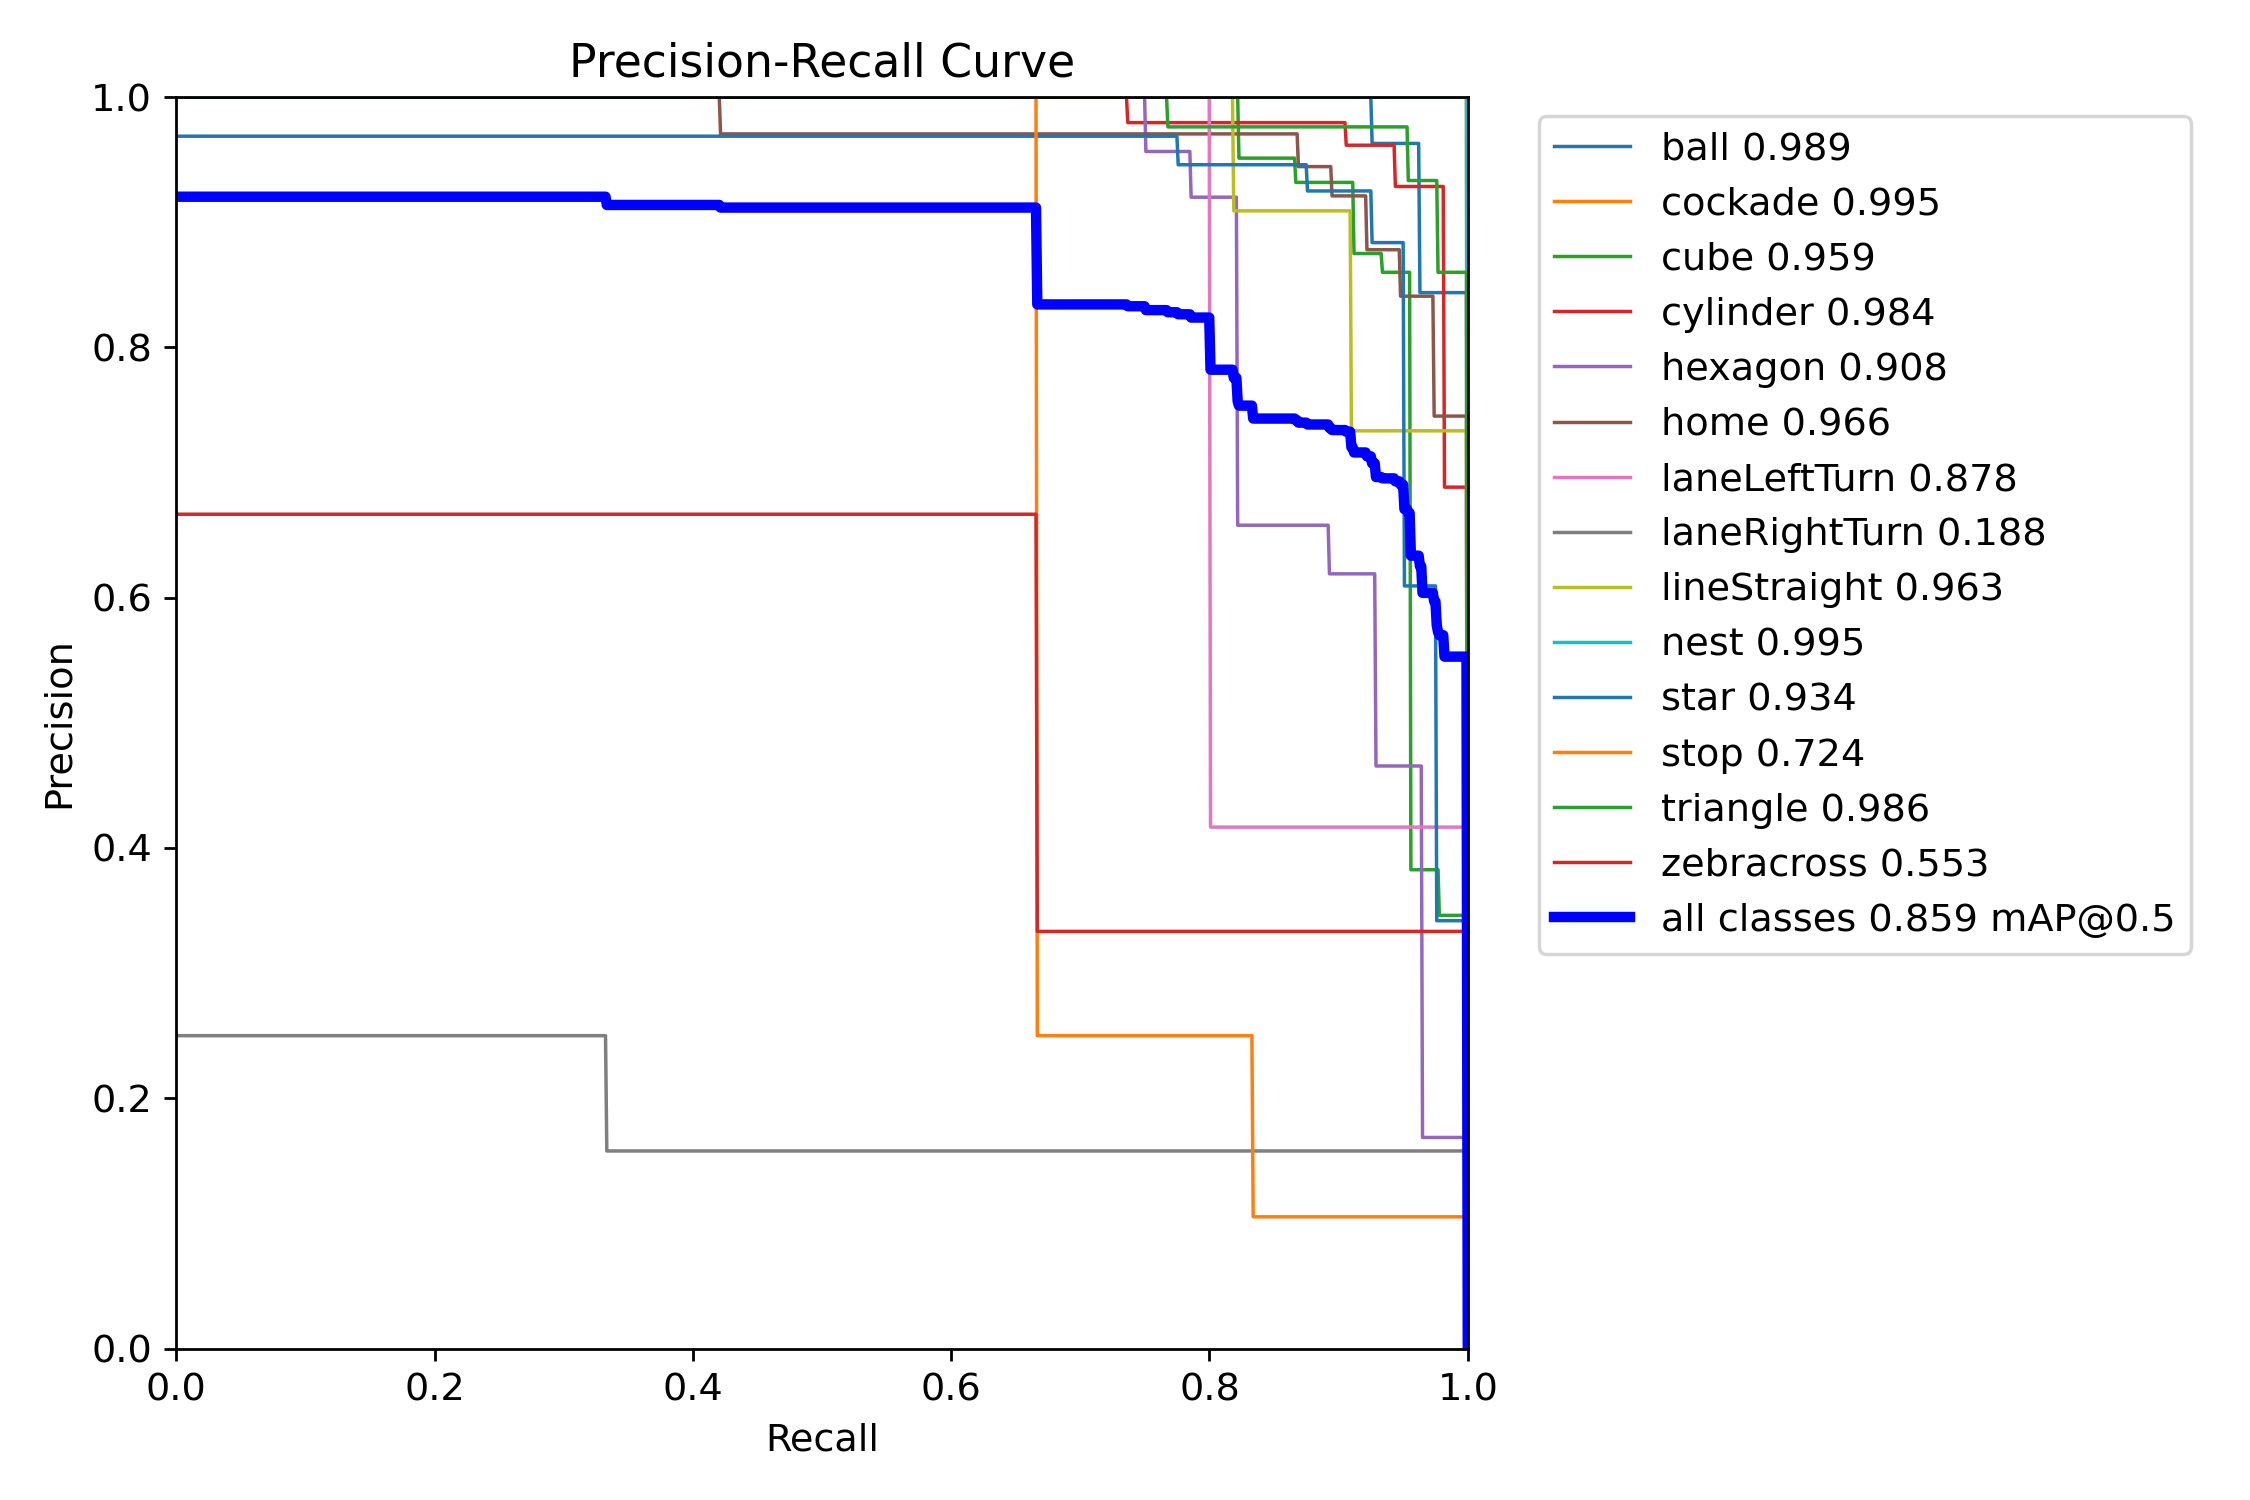 Precision-Recall Curve
1.0
0.8
0.6
0.4
0.2
0.0
Precision
0.0 0.2 0.4 0.6 0.8 1.0
Recall
ball 0.989
cockade 0.995
cube 0.959
cylinder 0.984
hexagon 0.908
home 0.966
laneLeftTurn 0.878
laneRightTurn 0.188
lineStraight 0.963
nest 0.995
star 0.934
stop 0.724
triangle 0.986
zebracross 0.553
all classes 0.859 mAP@0.5